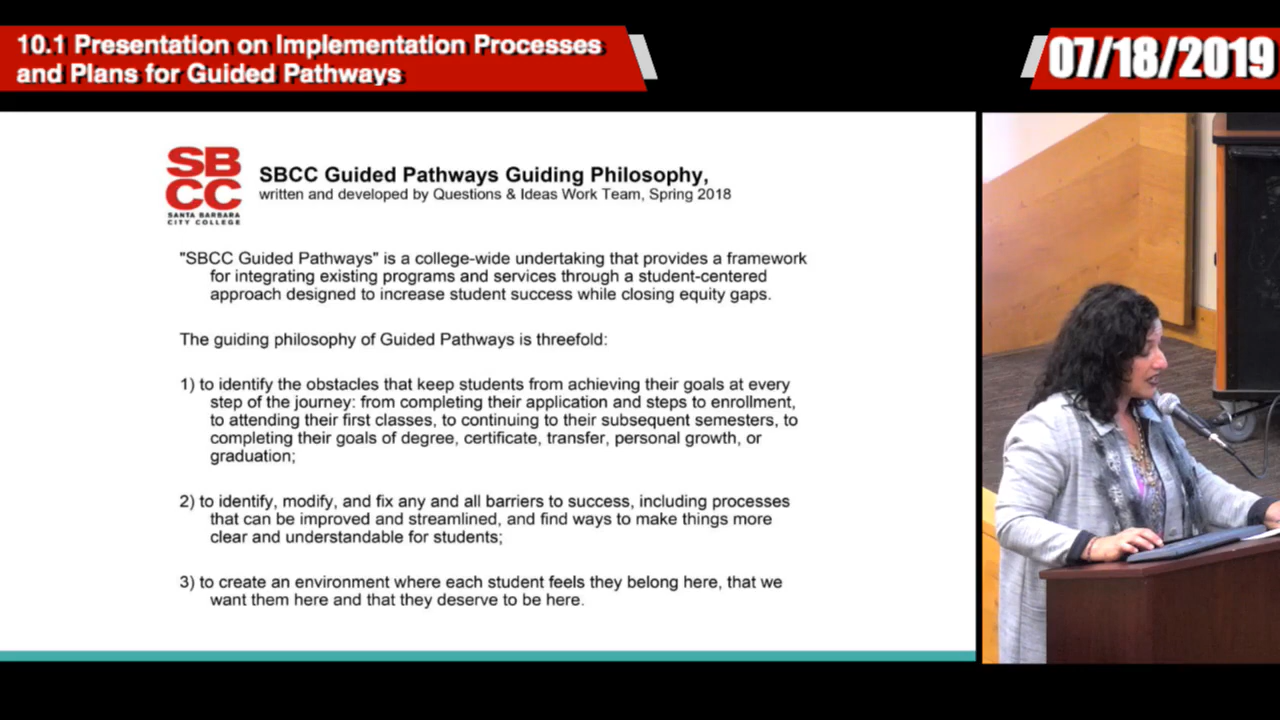 10.1 Presentation on Implementation Processes
and Plans for Guided Pathways
07/18/2019
SB
CC
SANTA BARBARA
CITY COLLEGE
SBCC Guided Pathways Guiding Philosophy,
written and developed by Questions & Ideas Work Team, Spring 2018
"SBCC Guided Pathways" is a college-wide undertaking that provides a framework
for integrating existing programs and services through a student-centered
approach designed to increase student success while closing equity gaps.
The guiding philosophy of Guided Pathways is threefold:
1) to identify the obstacles that keep students from achieving their goals at every
step of the journey: from completing their application and steps to enrollment,
to attending their first classes, to continuing to their subsequent semesters, to
completing their goals of degree, certificate, transfer, personal growth, or
graduation;
2) to identify, modify, and fix any and all barriers to success, including processes
that can be improved and streamlined, and find ways to make things more
clear and understandable for students;
3) to create an environment where each student feels they belong here, that we
want them here and that they deserve to be here.